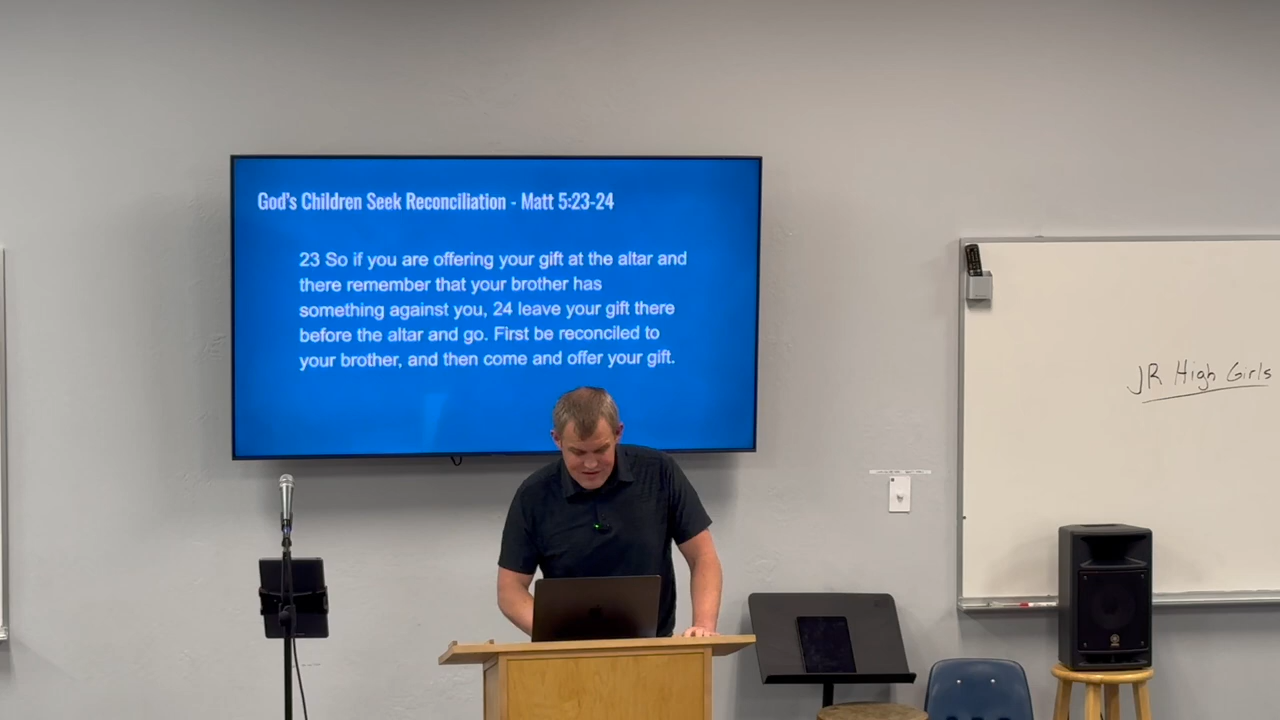 God's Children Seek Reconciliation - Matt 5:23-24
23 So if you are offering your gift at the altar and
there remember that your brother has
something against you, 24 leave your gift there
before the altar and go. First be reconciled to
your brother, and then come and offer your gift.
JR High Girls